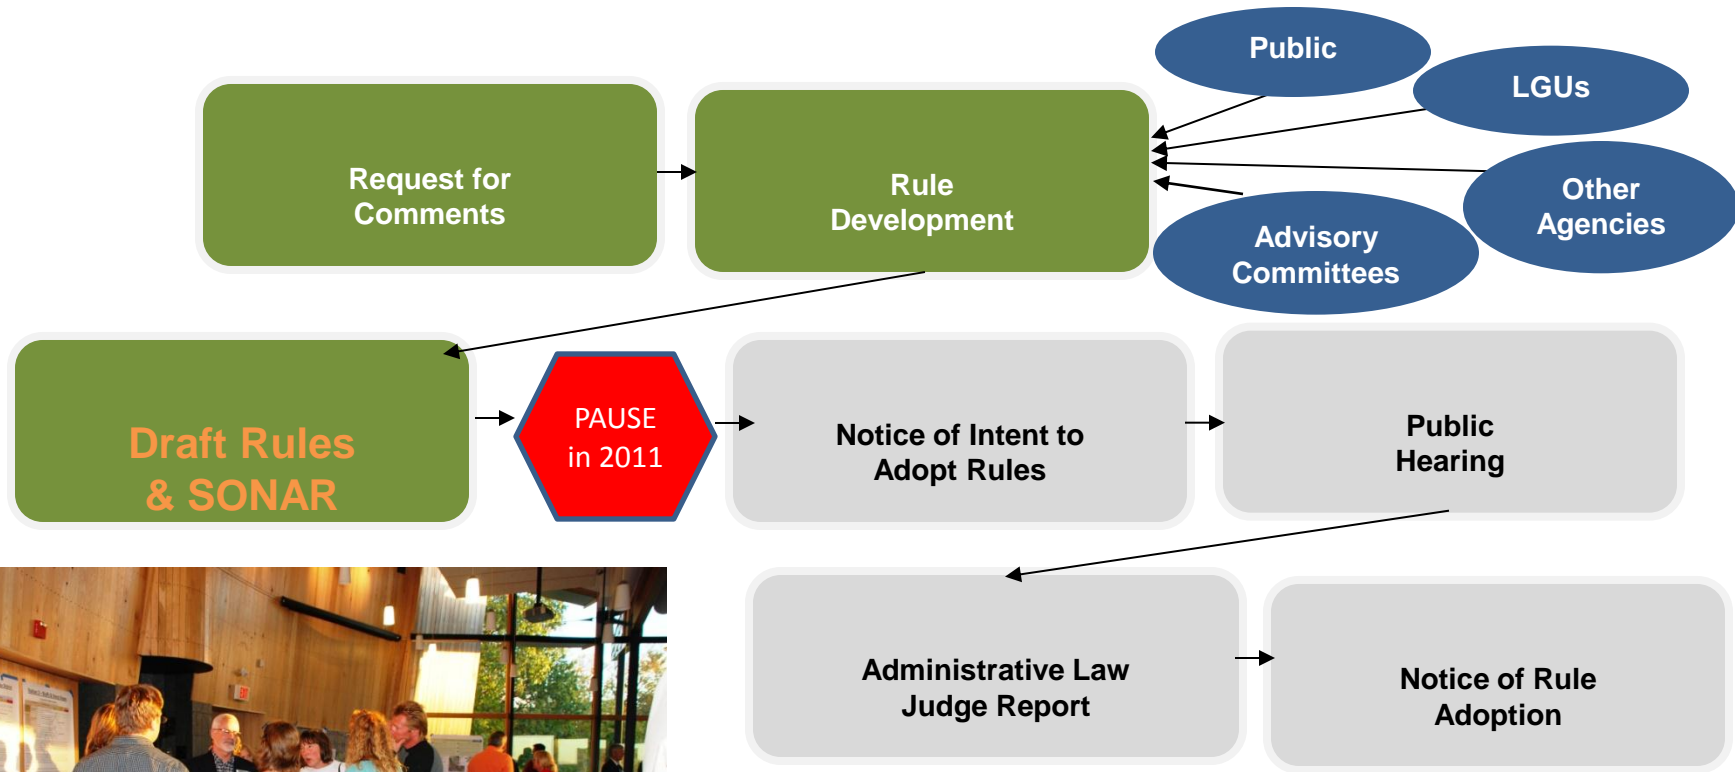 Public
LGUs
Request for
Comments
Rule
Development
Other
Agencies
Advisory
Committees
Draft Rules
& SONAR
PAUSE
in 2011
Notice of Intent to
Adopt Rules
Public
Hearing
Administrative Law
Judge Report
Notice of Rule
Adoption
EXIT